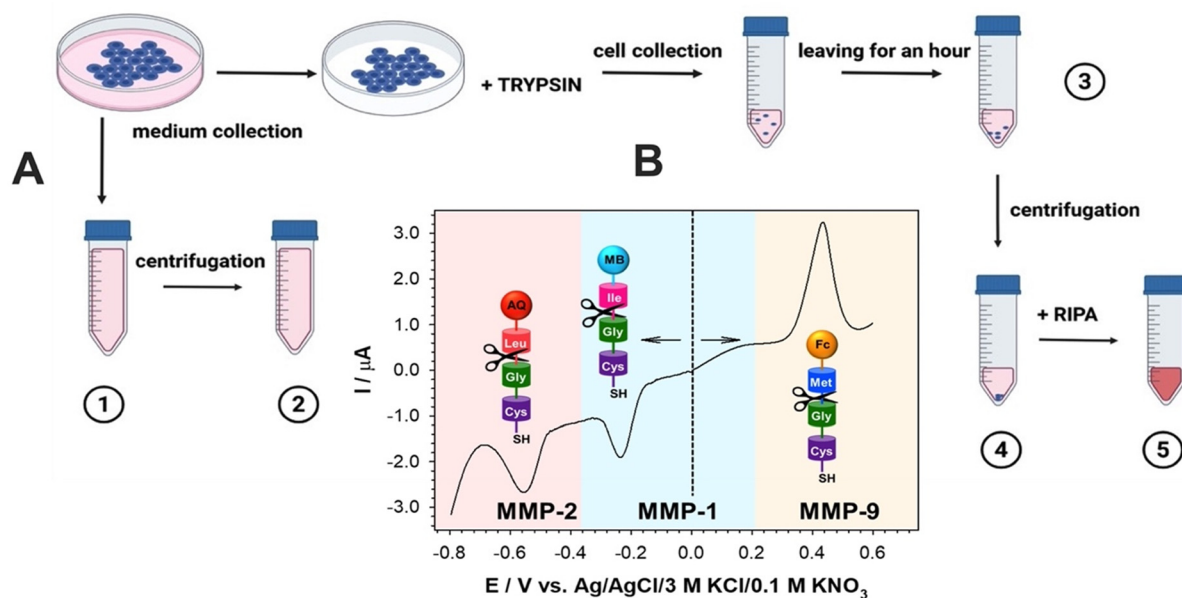 A
medium collection
+ TRYPSIN
cell collection
leaving for an hour
3
B
centrifugation
1
2
centrifugation
4
+ RIPA
5
I / μA
3.0
2.0
1.0
0.0
-1.0
-2.0
-3.0
AQ
Leu
Gly
Cys
SH
MB
Ile
Gly
Cys
SH
Fc
Met
Gly
Cys
SH
MMP-2
MMP-1
MMP-9
-0.8 -0.6 -0.4 -0.2 0.0 0.2 0.4 0.6
E / V vs. Ag/AgCl/3 M KCl/0.1 M KNO₃